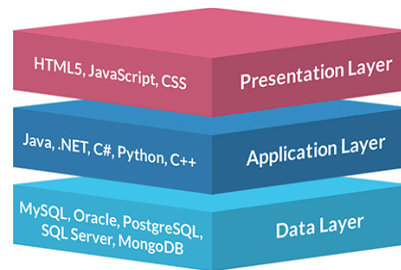 HTML5, JavaScript, CSS
Presentation Layer
Java, .NET, C#, Python, C++
Application Layer
MySQL, Oracle, PostgreSQL,
SQL Server, MongoDB
Data Layer